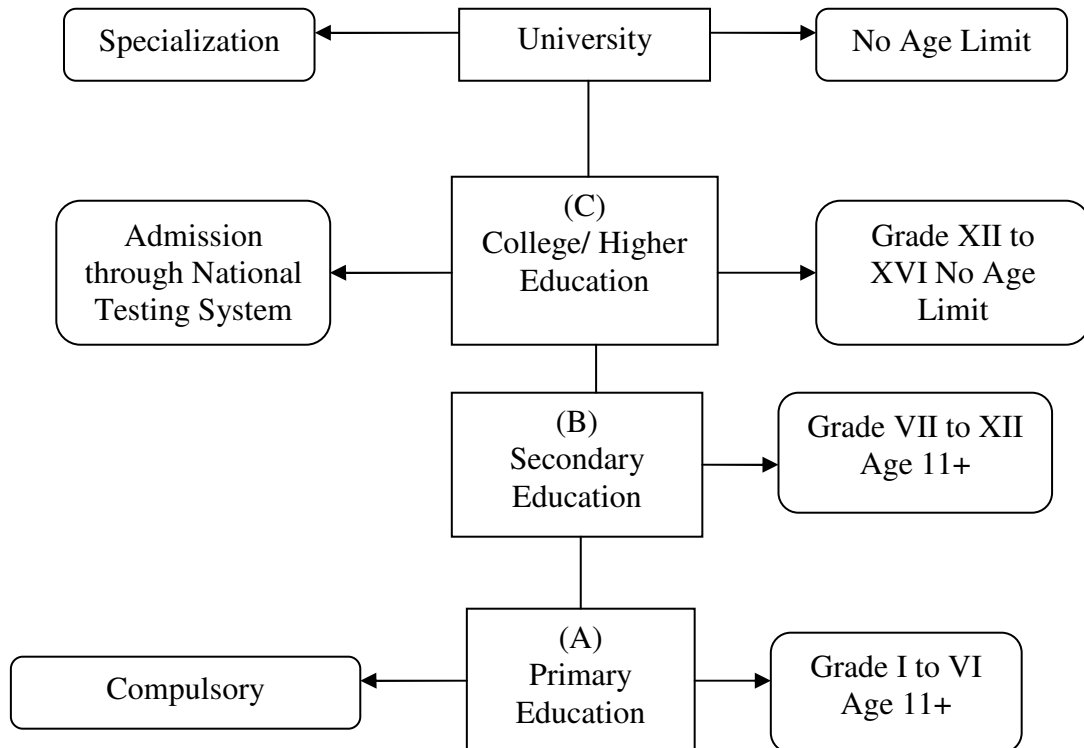 Specialization
University
No Age Limit
Admission
through National
Testing System
(C)
College/ Higher
Education
Grade XII to
XVI No Age
Limit
(B)
Secondary
Education
Grade VII to XII
Age 11+
Compulsory
(A)
Primary
Education
Grade I to VI
Age 11+